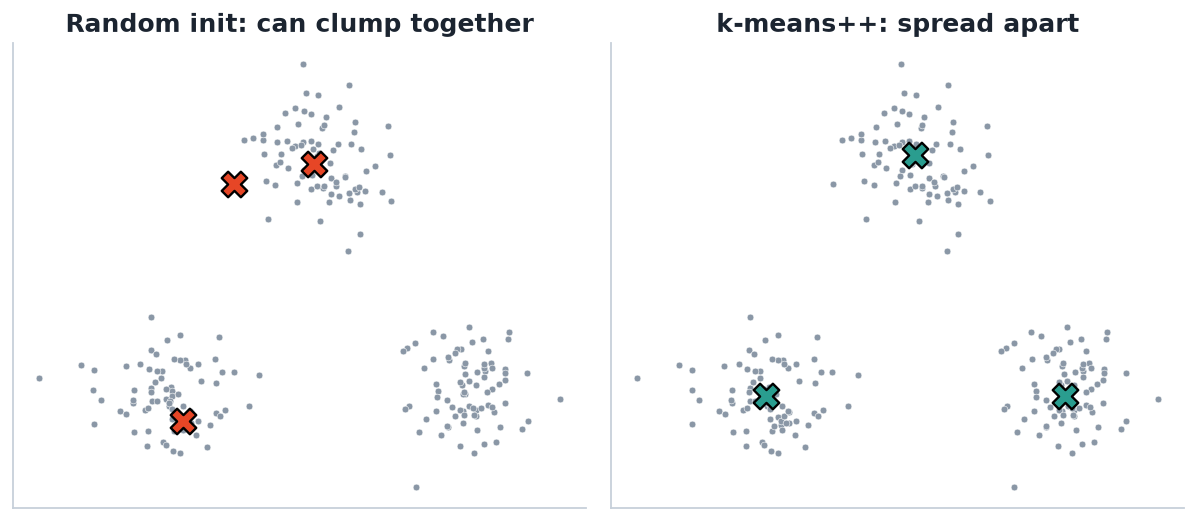 Random init: can clump together
k-means++: spread apart